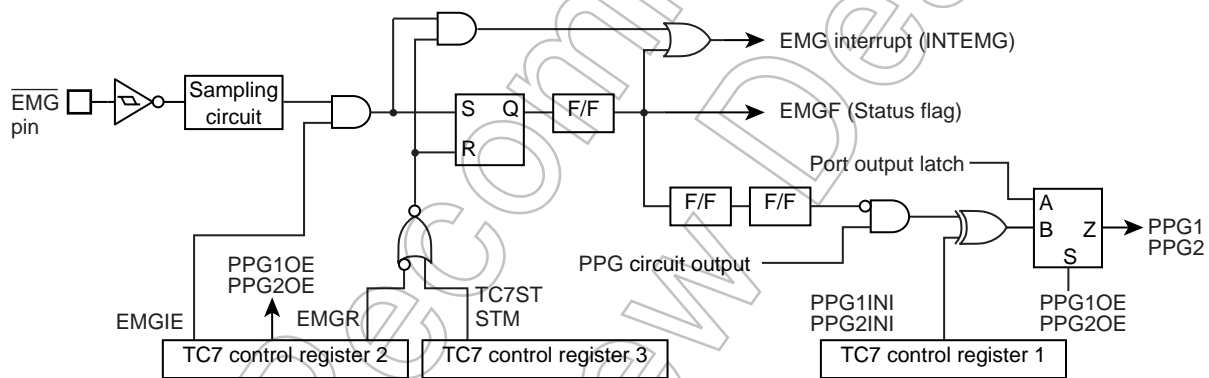 EMG interrupt (INTEMG)
EMG
pin
Sampling
circuit
S
Q
R
F/F
EMGF (Status flag)
Port output latch
F/F
F/F
A
B
Z
S
PPG1
PPG2
PPG circuit output
PPG1OE
PPG2OE
TC7ST
STM
EMGIE
EMGR
PPG1INI
PPG2INI
PPG1OE
PPG2OE
TC7 control register 2
TC7 control register 3
TC7 control register 1